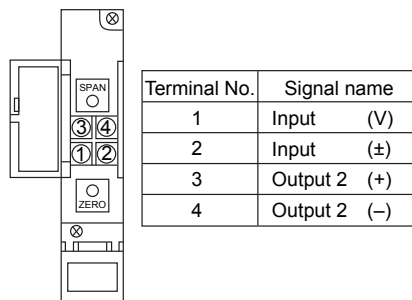 SPAN
③ ④
① ②
ZERO
Terminal No. Signal name
1 Input (V)
2 Input (±)
3 Output 2 (+)
4 Output 2 (–)